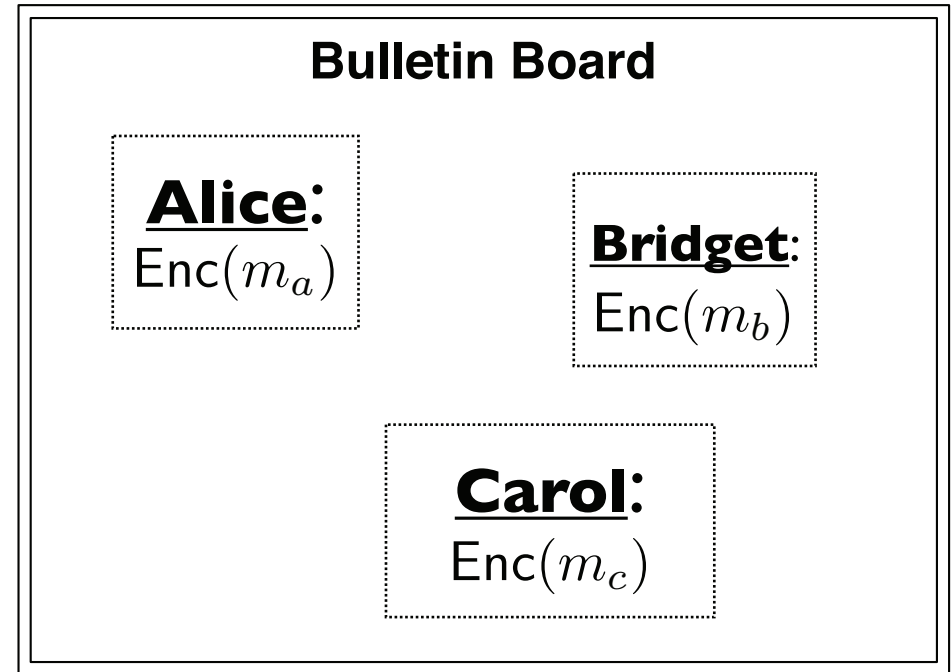 Bulletin Board
Alice:
Enc(m_a)
Bridget:
Enc(m_b)
Carol:
Enc(m_c)